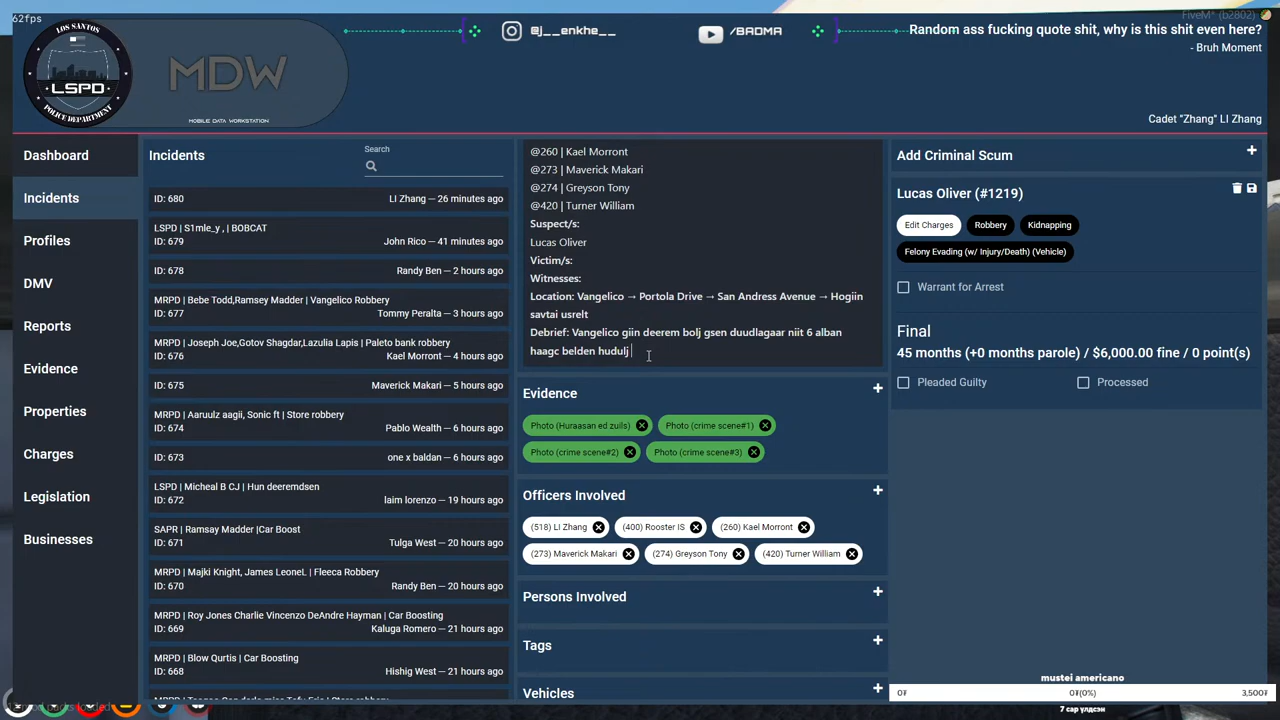 62fps
FiveM* (b2802)
LOS SANTOS
LSPD
POLICE DEPARTMENT
MDW
MOBILE DATA WORKSTATION
@j__enkhe__
/BADMA
Random ass fucking quote shit, why is this shit even here?
- Bruh Moment
Cadet "Zhang" LI Zhang
Dashboard
Incidents
Profiles
DMV
Reports
Evidence
Properties
Charges
Legislation
Businesses
Incidents
Search
ID: 680 LI Zhang — 26 minutes ago
LSPD | S1mle_y / | BOBCAT
ID: 679 John Rico — 41 minutes ago
ID: 678 Randy Ben — 2 hours ago
MRPD | Bebe Todd,Ramsey Madder | Vangelico Robbery
ID: 677 Tommy Peralta — 3 hours ago
MRPD | Joseph Joe,Gotov Shagdar,Lazulia Lapis | Paleto bank robbery
ID: 676 Kael Morront — 4 hours ago
ID: 675 Maverick Makari — 5 hours ago
MRPD | Aaruulz aagii, Sonic ft | Store robbery
ID: 674 Pablo Wealth — 6 hours ago
ID: 673 one x baldan — 6 hours ago
LSPD | Micheal B CJ | Hun deeremdsen
ID: 672 laim lorenzo — 19 hours ago
SAPR | Ramsay Madder |Car Boost
ID: 671 Tulga West — 20 hours ago
MRPD | Majki Knight, James LeoneL | Fleeca Robbery
ID: 670 Randy Ben — 20 hours ago
MRPD | Roy Jones Charlie Vincenzo DeAndre Hayman | Car Boosting
ID: 669 Kaluga Romero — 21 hours ago
MRPD | Blow Qurtis | Car Boosting
ID: 668 Hishig West — 21 hours ago
@260 | Kael Morront
@273 | Maverick Makari
@274 | Greyson Tony
@420 | Turner William
Suspect/s:
Lucas Oliver
Victim/s:
Witnesses:
Location: Vangelico → Portola Drive → San Andress Avenue → Hogiin
savtai usrelt
Debrief: Vangelico giin deerem bolj gsen duudlagaar niit 6 alban
haagc belden hudulj
Evidence
Photo (Huraasan ed zuils) Photo (crime scene#1)
Photo (crime scene#2) Photo (crime scene#3)
Officers Involved
(518) LI Zhang (400) Rooster IS (260) Kael Morront
(273) Maverick Makari (274) Greyson Tony (420) Turner William
Persons Involved
Tags
Vehicles
Add Criminal Scum
Lucas Oliver (#1219)
Edit Charges Robbery Kidnapping
Felony Evading (w/ Injury/Death) (Vehicle)
Warrant for Arrest
Final
45 months (+0 months parole) / $6,000.00 fine / 0 point(s)
Pleaded Guilty Processed
mustei americano
0₮ 0₮(0%) 3,500₮
7 сар үлдсэн